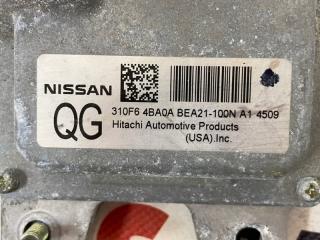 NISSAN
QG
310F6 4BA0A BEA21-100N A1 4509
Hitachi Automotive Products
(USA).Inc.